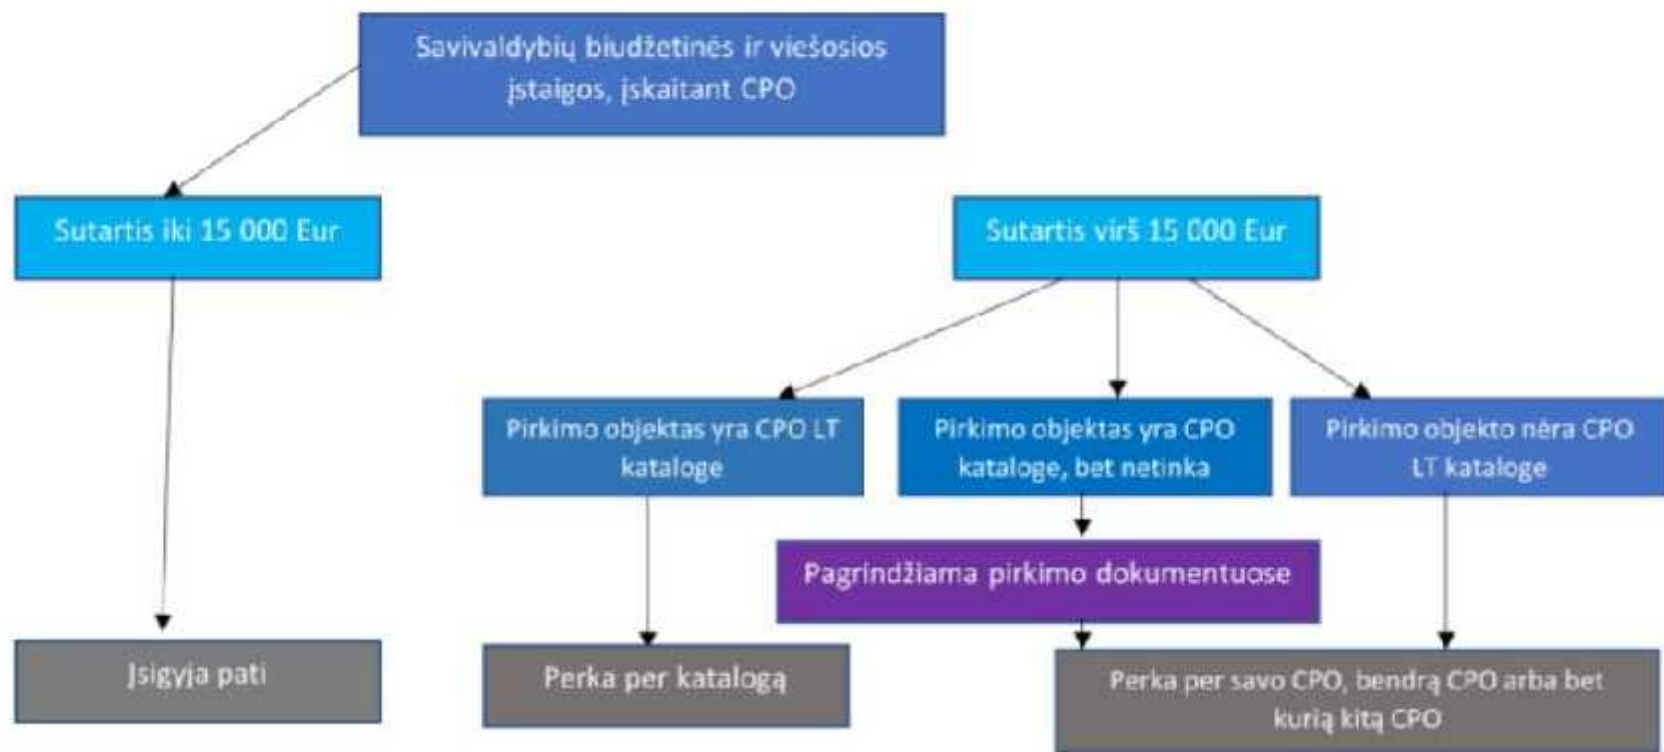 Savivaldybių biudžetinės ir viešosios
įstaigos, įskaitant CPO
Sutartis iki 15 000 Eur
Sutartis virš 15 000 Eur
Pirkimo objektas yra CPO LT
kataloge
Pirkimo objektas yra CPO
kataloge, bet netinka
Pirkimo objekto nėra CPO
LT kataloge
Pagrindžiama pirkimo dokumentuose
Įsigyja pati
Perka per katalogą
Perka per savo CPO, bendrą CPO arba bet
kurią kitą CPO